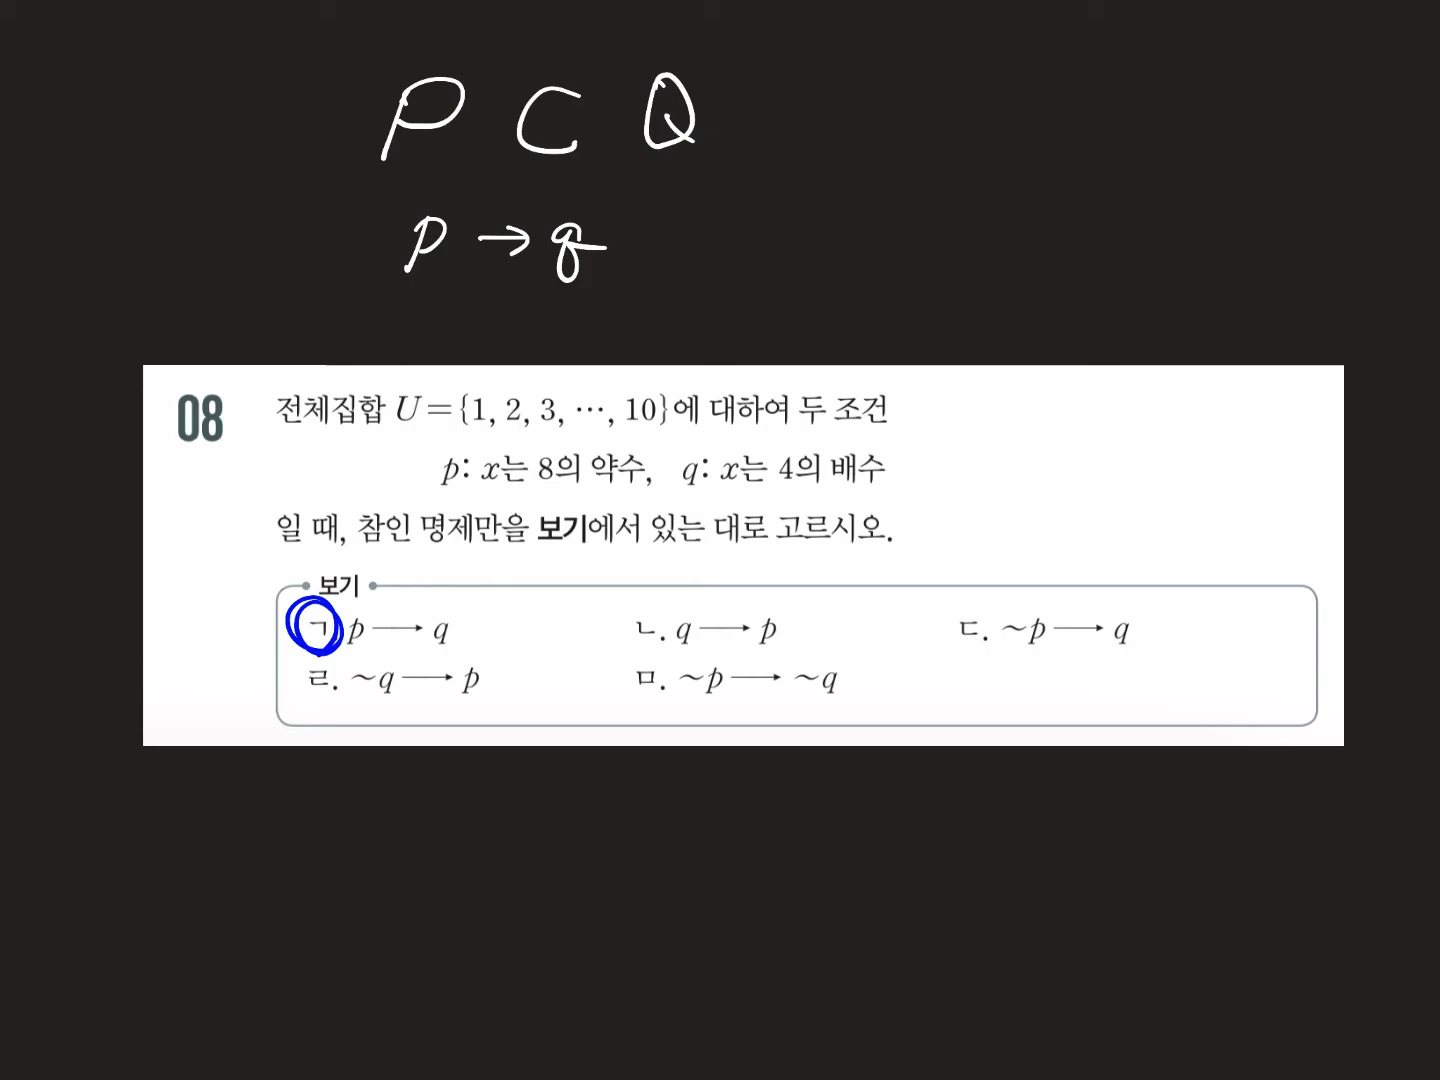 P ⊂ Q
p → q
08 전체집합 U={1, 2, 3, ⋯, 10}에 대하여 두 조건
p: x는 8의 약수, q: x는 4의 배수
일 때, 참인 명제만을 보기에서 있는 대로 고르시오.
보기
ㄱ p ⟶ q ㄴ. q ⟶ p ㄷ. ~p ⟶ q
ㄹ. ~q ⟶ p ㅁ. ~p ⟶ ~q